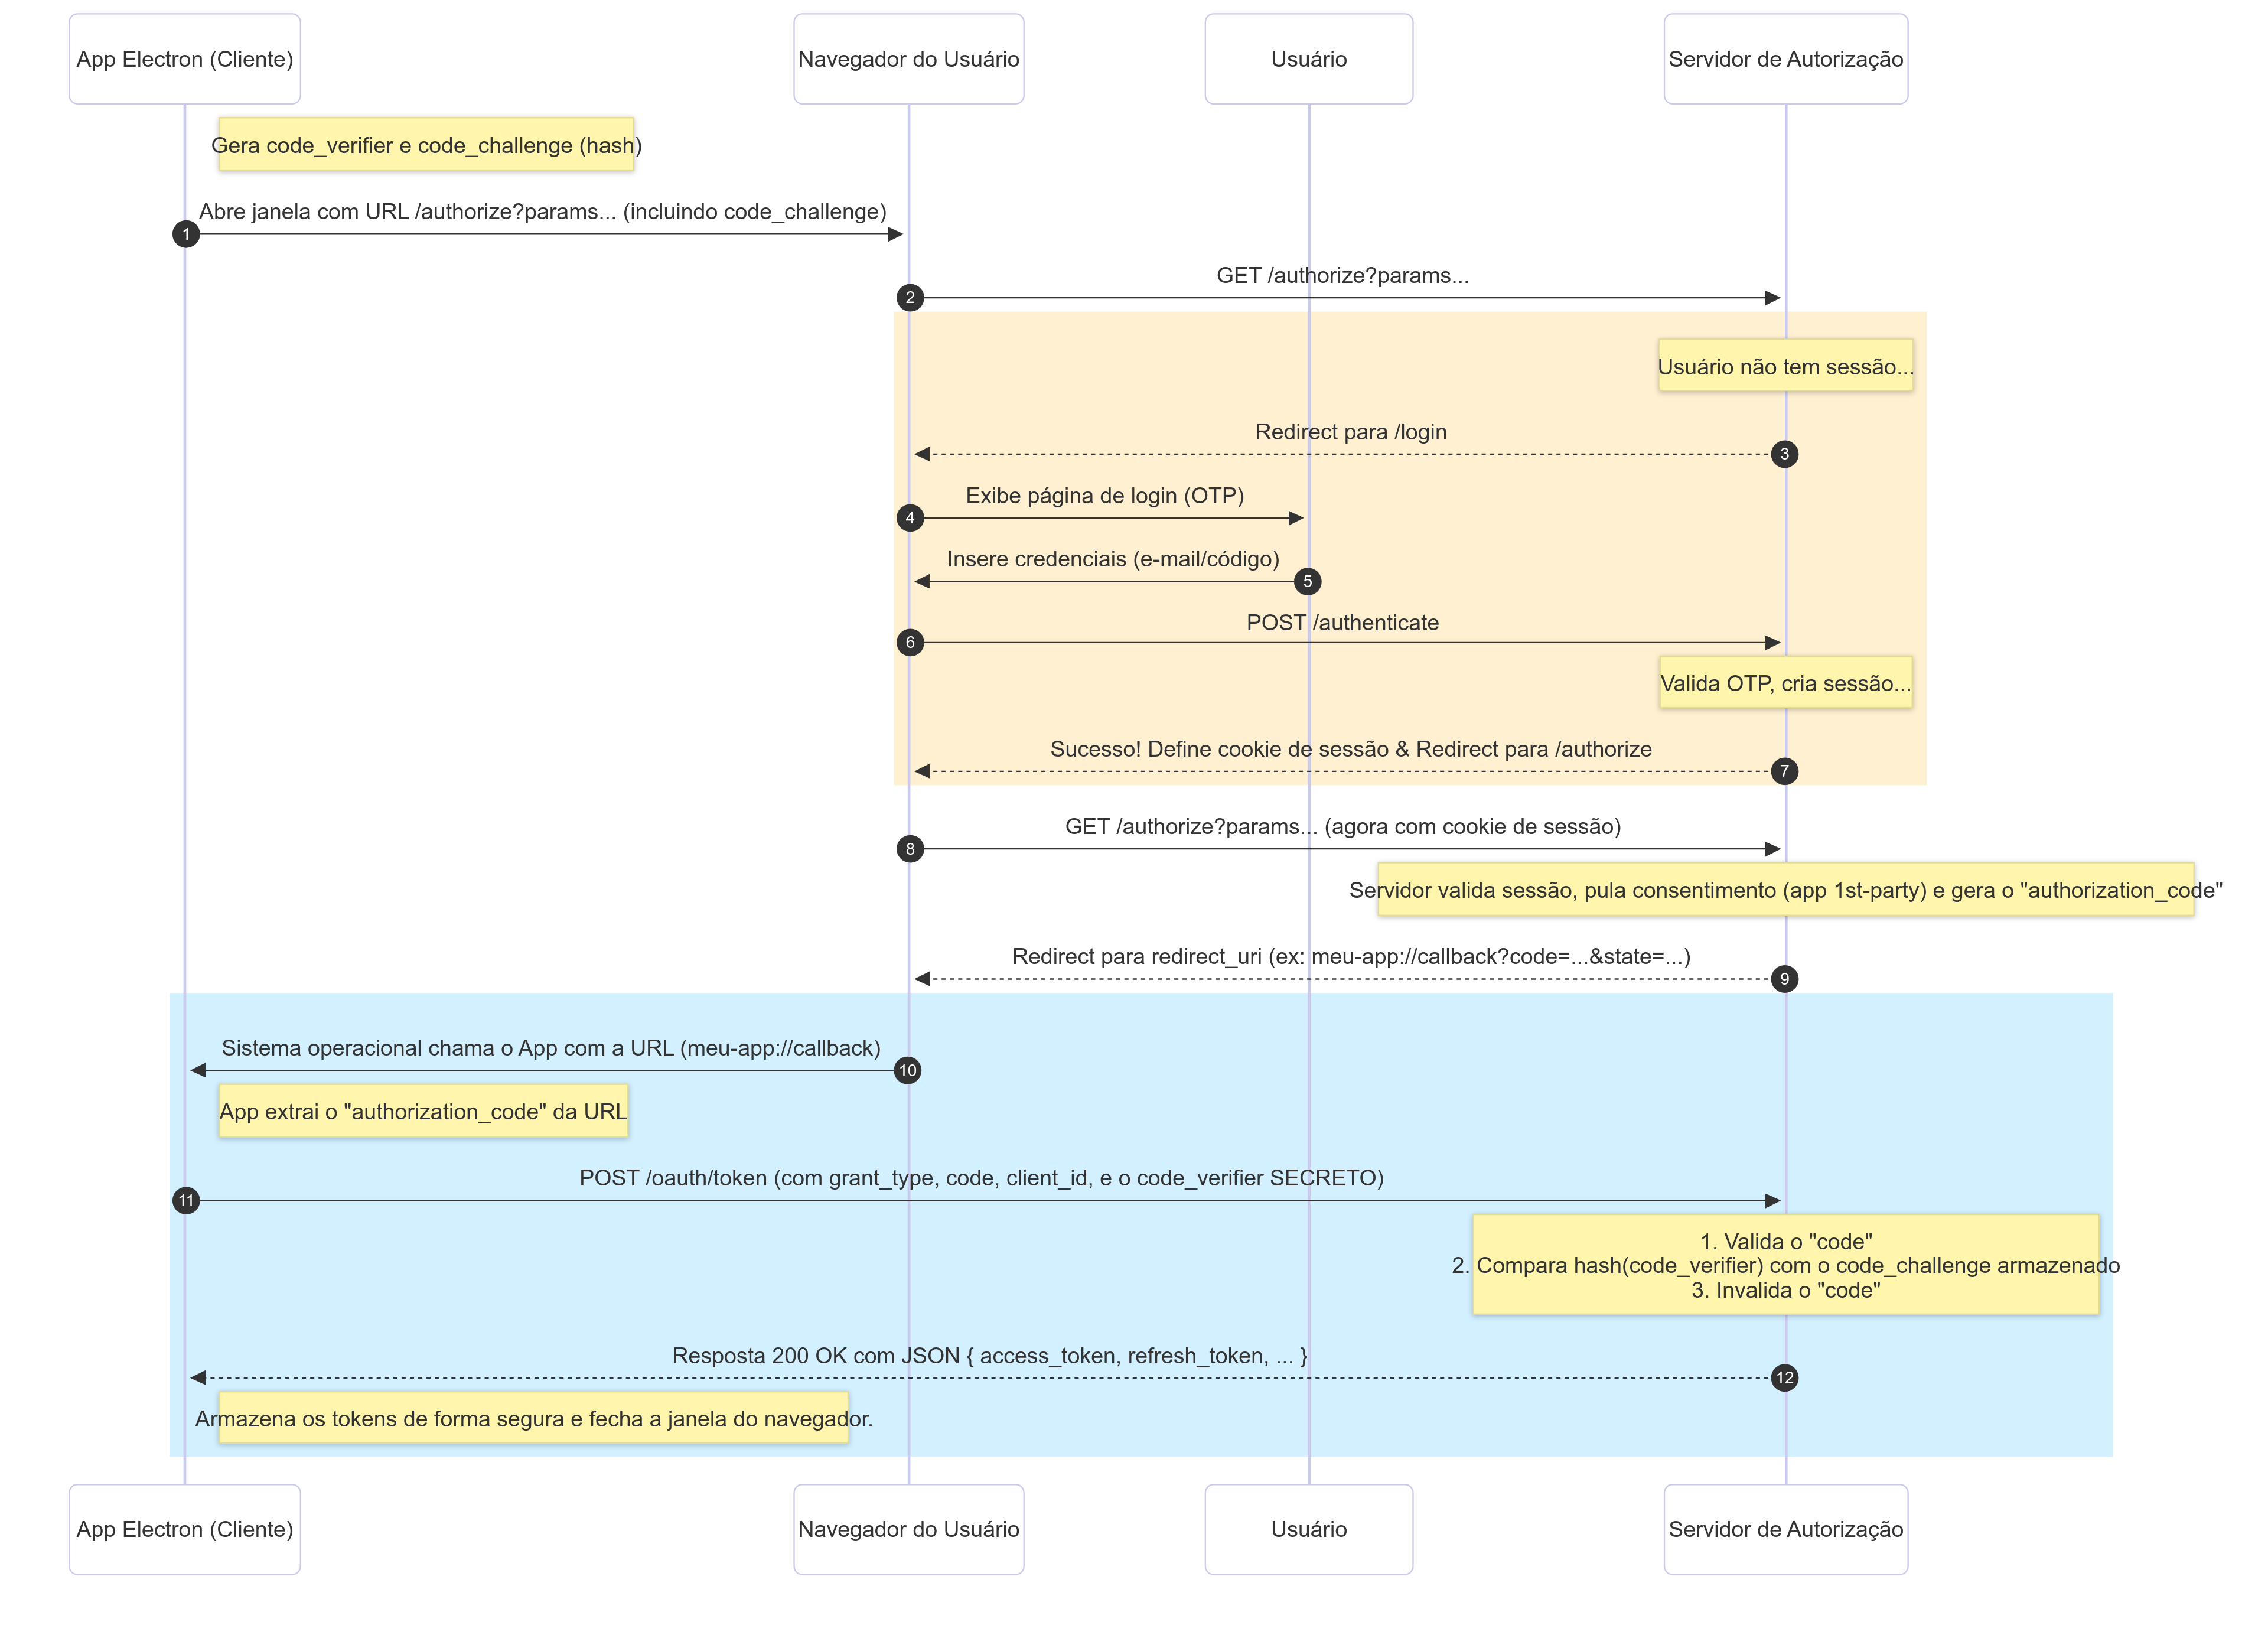 App Electron (Cliente)
Navegador do Usuário
Usuário
Servidor de Autorização
Gera code_verifier e code_challenge (hash)
Abre janela com URL /authorize?params... (incluindo code_challenge)
1
GET /authorize?params...
2
Usuário não tem sessão...
Redirect para /login
3
Exibe página de login (OTP)
4
Insere credenciais (e-mail/código)
5
POST /authenticate
6
Valida OTP, cria sessão...
Sucesso! Define cookie de sessão & Redirect para /authorize
7
GET /authorize?params... (agora com cookie de sessão)
8
Servidor valida sessão, pula consentimento (app 1st-party) e gera o "authorization_code"
Redirect para redirect_uri (ex: meu-app://callback?code=...&state=...)
9
Sistema operacional chama o App com a URL (meu-app://callback)
10
App extrai o "authorization_code" da URL
POST /oauth/token (com grant_type, code, client_id, e o code_verifier SECRETO)
11
1. Valida o "code"
2. Compara hash(code_verifier) com o code_challenge armazenado
3. Invalida o "code"
Resposta 200 OK com JSON { access_token, refresh_token, ... }
12
Armazena os tokens de forma segura e fecha a janela do navegador.
App Electron (Cliente)
Navegador do Usuário
Usuário
Servidor de Autorização